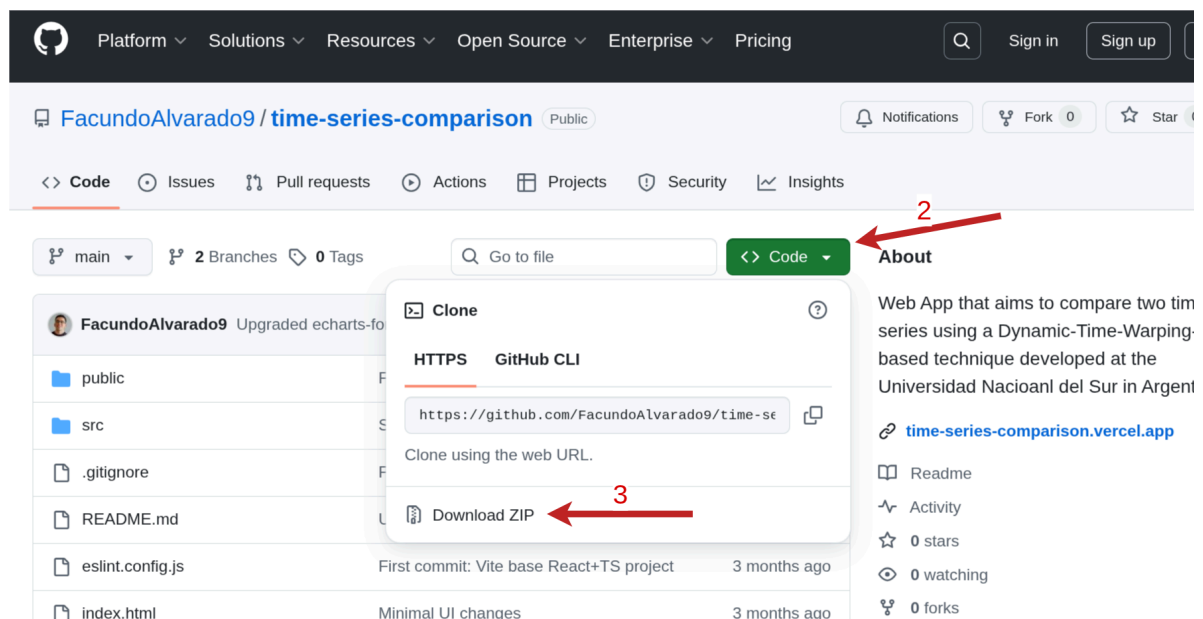 Platform Solutions Resources Open Source Enterprise Pricing Sign in Sign up
FacundoAlvarado9 / time-series-comparison Public Notifications Fork 0 Star
Code Issues Pull requests Actions Projects Security Insights
2
main 2 Branches 0 Tags Go to file Code About
FacundoAlvarado9 Upgraded echarts-fo
Clone
HTTPS GitHub CLI
https://github.com/FacundoAlvarado9/time-se
Clone using the web URL.
3
Download ZIP
public
src
.gitignore
README.md
eslint.config.js First commit: Vite base React+TS project 3 months ago
index.html Minimal UI changes 3 months ago
Web App that aims to compare two tim
series using a Dynamic-Time-Warping-
based technique developed at the
Universidad Nacioanl del Sur in Argent
time-series-comparison.vercel.app
Readme
Activity
0 stars
0 watching
0 forks